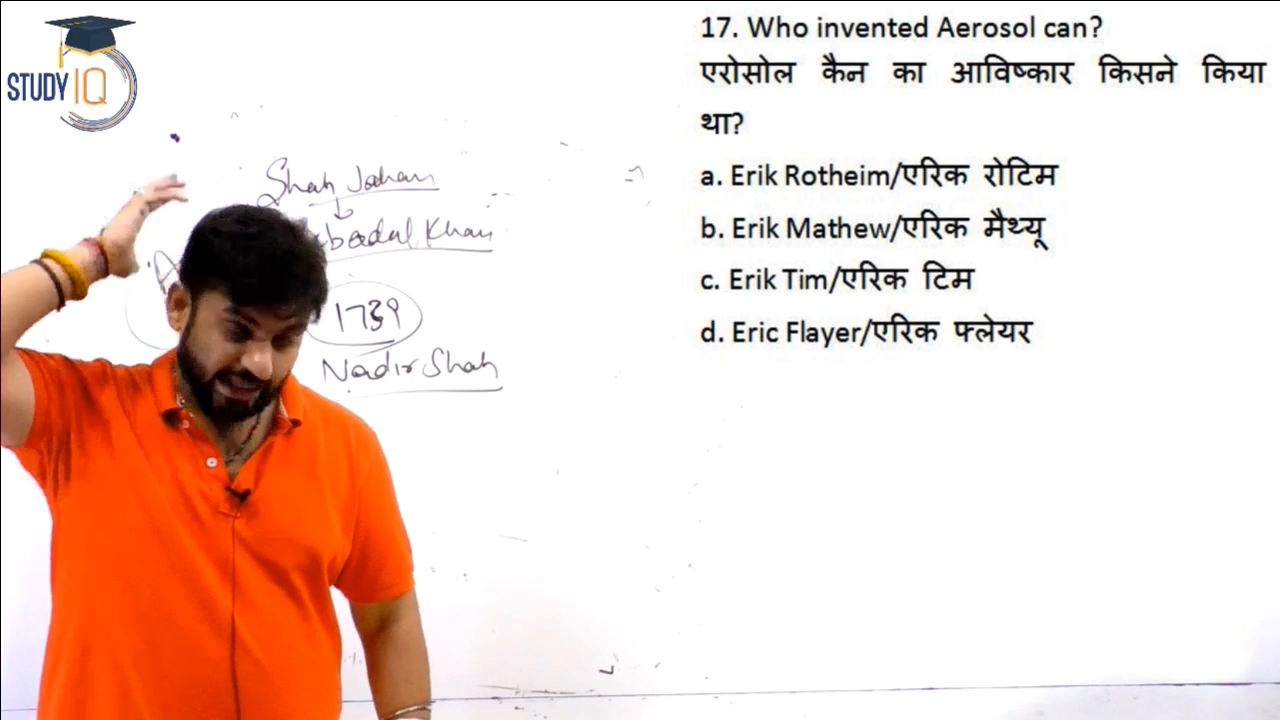 STUDY IQ
17. Who invented Aerosol can?
एरोसोल कैन का आविष्कार किसने किया
था?
a. Erik Rotheim/एरिक रोटिम
b. Erik Mathew/एरिक मैथ्यू
c. Erik Tim/एरिक टिम
d. Eric Flayer/एरिक फ्लेयर
Shah Jahan
Khan
1739
Nadir Shah